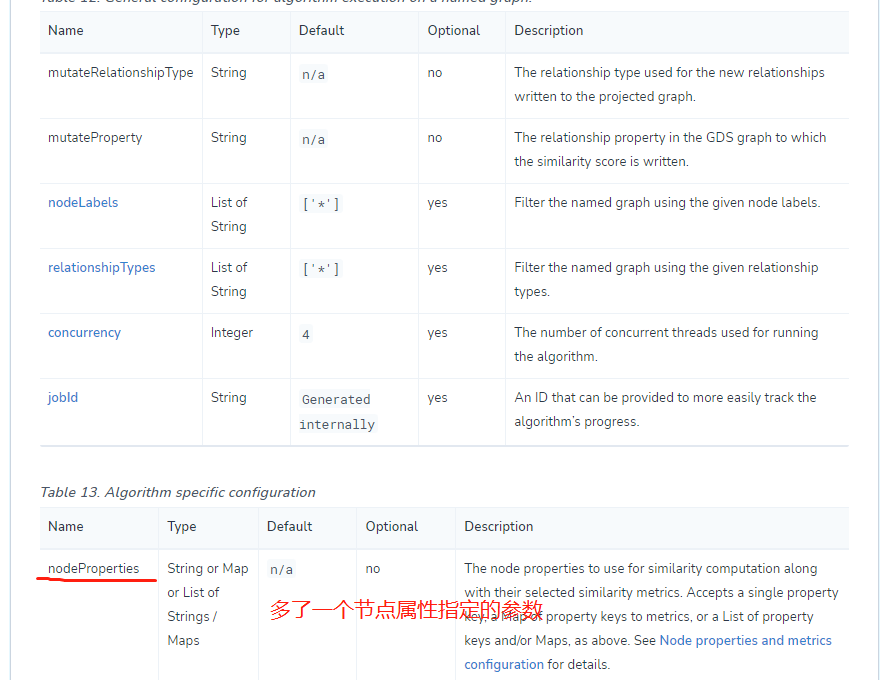 Table 12. General configuration for algorithm execution on a named graph.
Name Type Default Optional Description
mutateRelationshipType String n/a no The relationship type used for the new relationships
written to the projected graph.
mutateProperty String n/a no The relationship property in the GDS graph to which
the similarity score is written.
nodeLabels List of ['*'] yes Filter the named graph using the given node labels.
String
relationshipTypes List of ['*'] yes Filter the named graph using the given relationship
String types.
concurrency Integer 4 yes The number of concurrent threads used for running
the algorithm.
jobId String Generated yes An ID that can be provided to more easily track the
internally algorithm's progress.
Table 13. Algorithm specific configuration
Name Type Default Optional Description
nodeProperties String or Map n/a no The node properties to use for similarity computation along
or List of with their selected similarity metrics. Accepts a single property
Strings / key, a Map of property keys to metrics, or a List of property
多了一个节点属性指定的参数
Maps keys and/or Maps, as above. See Node properties and metrics
configuration for details.